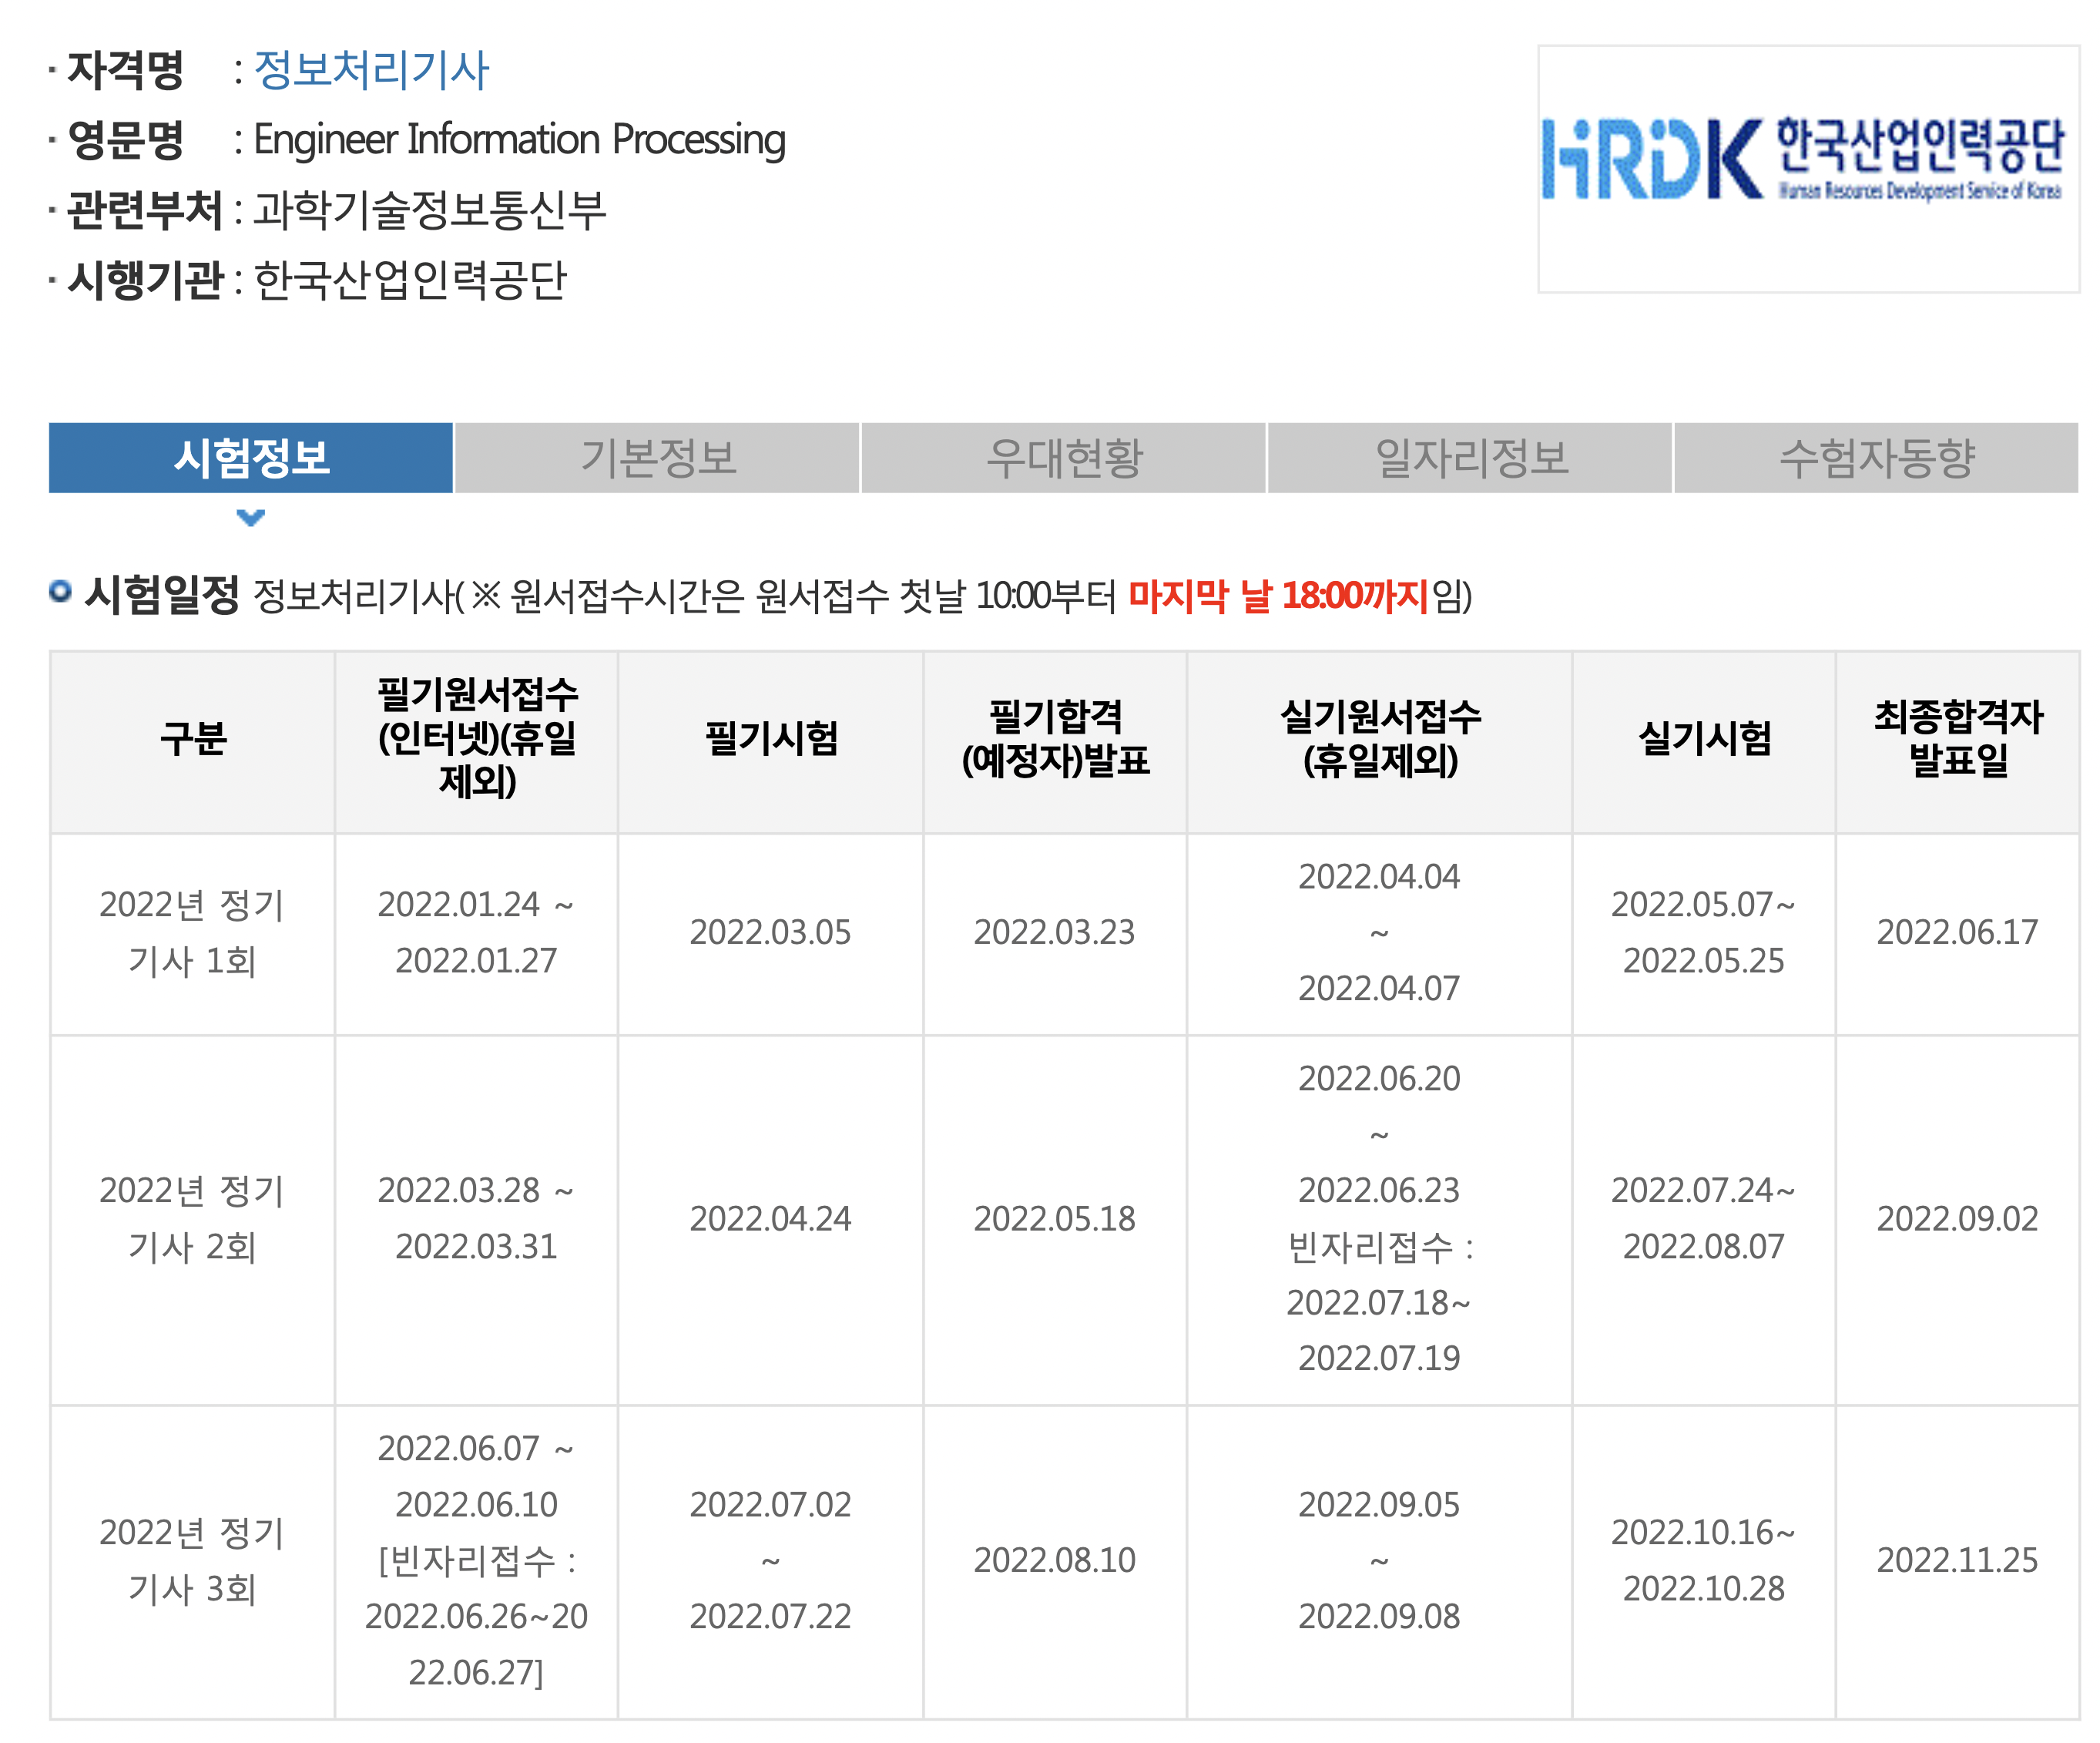 · 자격명 : 정보처리기사
· 영문명 : Engineer Information Processing
· 관련부처 : 과학기술정보통신부
· 시행기관 : 한국산업인력공단
HRDK 한국산업인력공단
Human Resources Development Service of Korea
시험정보 기본정보 우대현황 일자리정보 수험자동향
시험일정 정보처리기사(※ 원서접수시간은 원서접수 첫날 10:00부터 마지막 날 18:00까지임)
구분
필기원서접수
(인터넷)(휴일
제외)
필기시험
필기합격
(예정자)발표
실기원서접수
(휴일제외)
실기시험
최종합격자
발표일
2022년 정기
기사 1회
2022.01.24 ~
2022.01.27
2022.03.05
2022.03.23
2022.04.04
~
2022.04.07
2022.05.07~
2022.05.25
2022.06.17
2022년 정기
기사 2회
2022.03.28 ~
2022.03.31
2022.04.24
2022.05.18
2022.06.20
~
2022.06.23
빈자리접수 :
2022.07.18~
2022.07.19
2022.07.24~
2022.08.07
2022.09.02
2022년 정기
기사 3회
2022.06.07 ~
2022.06.10
[빈자리접수 :
2022.06.26~20
22.06.27]
2022.07.02
~
2022.07.22
2022.08.10
2022.09.05
~
2022.09.08
2022.10.16~
2022.10.28
2022.11.25